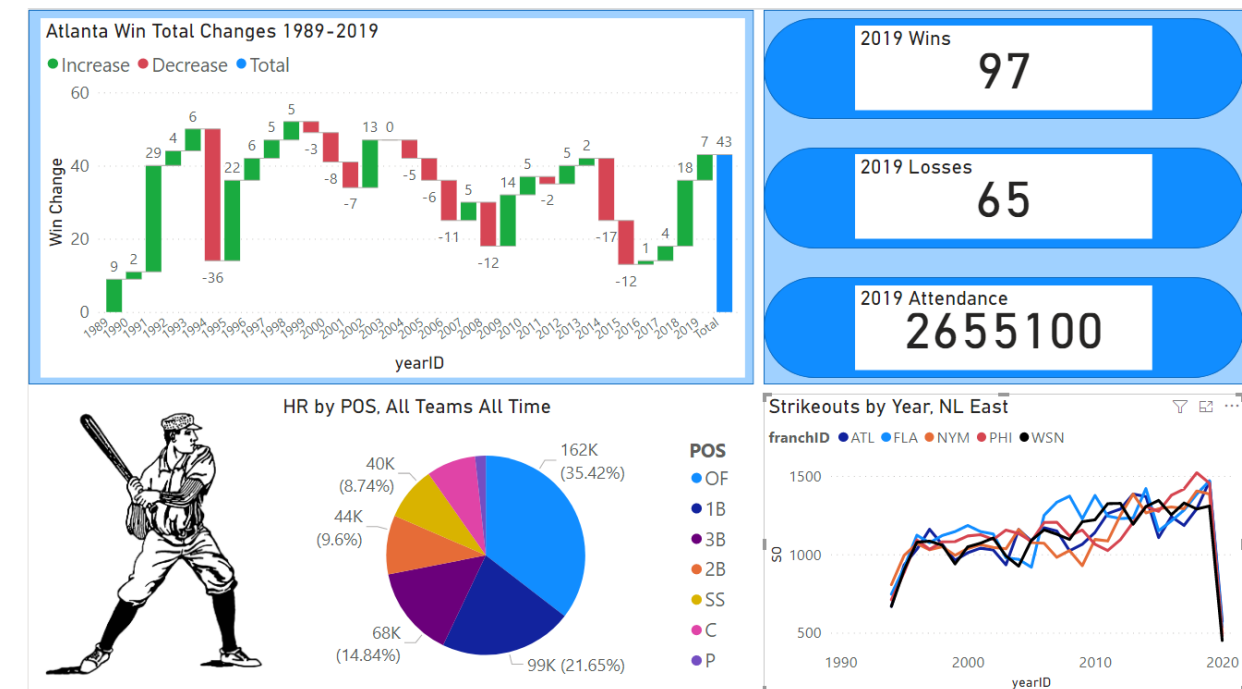 Atlanta Win Total Changes 1989-2019
Increase Decrease Total
Win Change
60
40
20
0
9
2
29
4
6
-36
22
6
5
5
-3
-8
-7
13
0
-5
-6
-11
5
-12
14
5
-2
5
2
-17
-12
1
4
18
7
43
1989
1990
1991
1992
1993
1994
1995
1996
1997
1998
1999
2000
2001
2002
2003
2004
2005
2006
2007
2008
2009
2010
2011
2012
2013
2014
2015
2016
2017
2018
2019
Total
yearID
2019 Wins
97
2019 Losses
65
2019 Attendance
2655100
HR by POS, All Teams All Time
162K
(35.42%)
99K (21.65%)
68K
(14.84%)
44K
(9.6%)
40K
(8.74%)
POS
OF
1B
3B
2B
SS
C
P
Strikeouts by Year, NL East
franchID ATL FLA NYM PHI WSN
SO
1500
1000
500
1990 2000 2010 2020
yearID